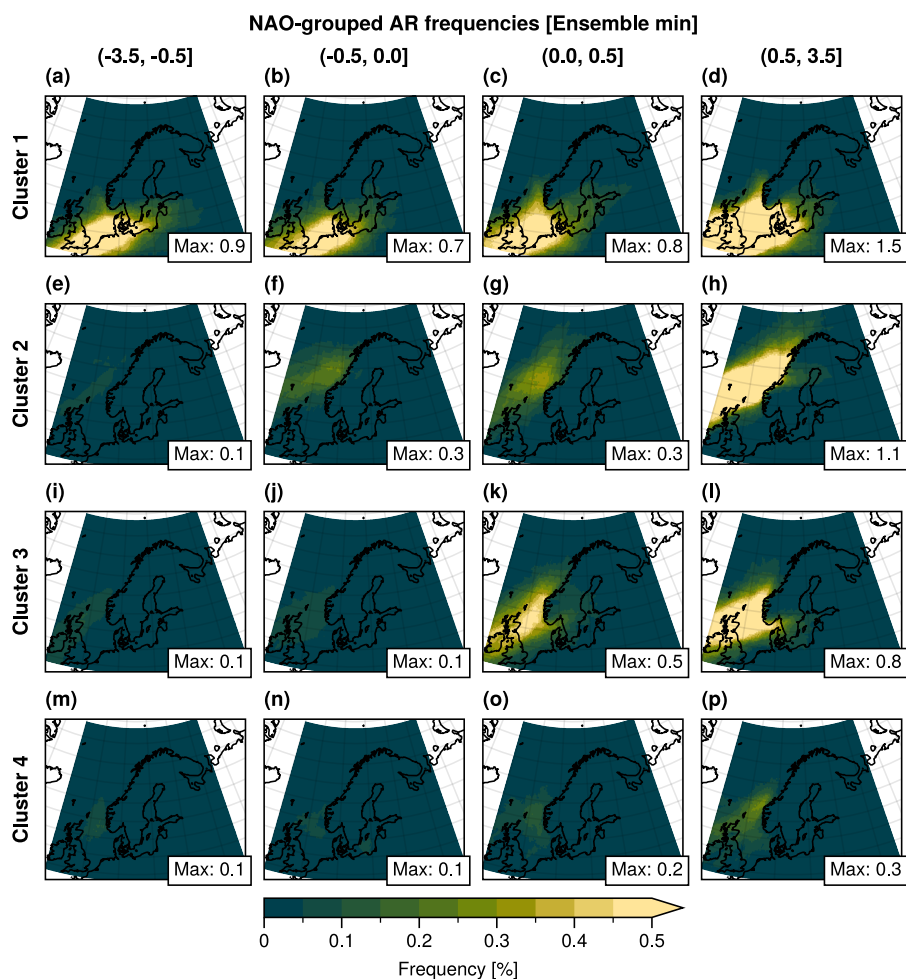 NAO-grouped AR frequencies [Ensemble min]
(-3.5, -0.5]
(-0.5, 0.0]
(0.0, 0.5]
(0.5, 3.5]
(a)
(b)
(c)
(d)
Cluster 1
Max: 0.9
Max: 0.7
Max: 0.8
Max: 1.5
(e)
(f)
(g)
(h)
Cluster 2
Max: 0.1
Max: 0.3
Max: 0.3
Max: 1.1
(i)
(j)
(k)
(l)
Cluster 3
Max: 0.1
Max: 0.1
Max: 0.5
Max: 0.8
(m)
(n)
(o)
(p)
Cluster 4
Max: 0.1
Max: 0.1
Max: 0.2
Max: 0.3
0 0.1 0.2 0.3 0.4 0.5
Frequency [%]